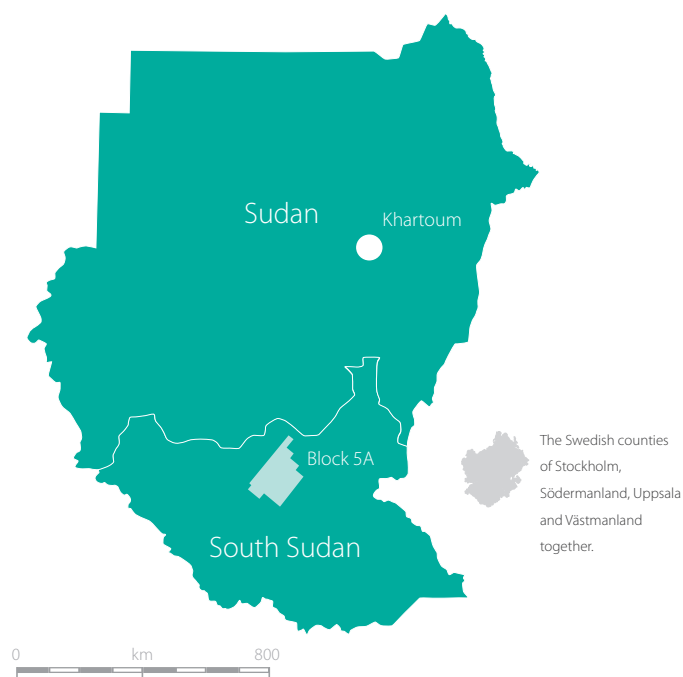 Sudan
Khartoum
Block 5A
The Swedish counties
of Stockholm,
Södermanland, Uppsala
and Västmanland
together.
South Sudan
0 km 800